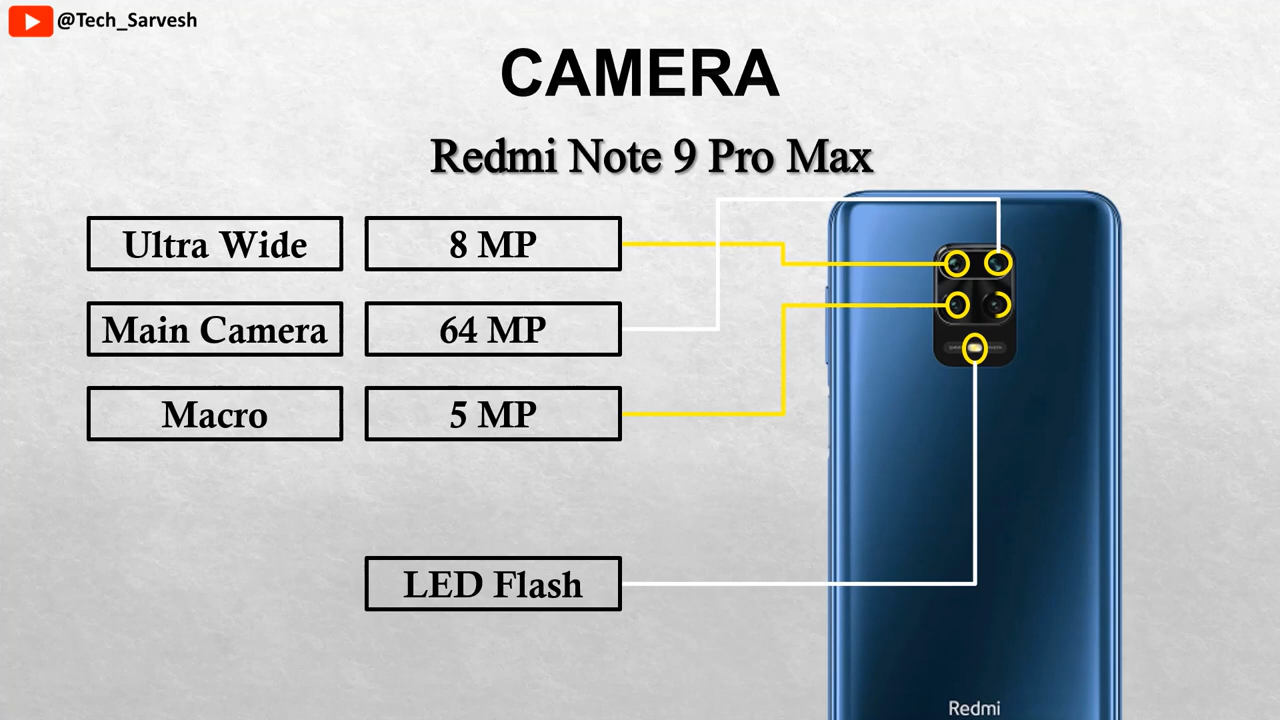 @Tech_Sarvesh
CAMERA
Redmi Note 9 Pro Max
Ultra Wide
8 MP
Main Camera
64 MP
Macro
5 MP
LED Flash
Redmi